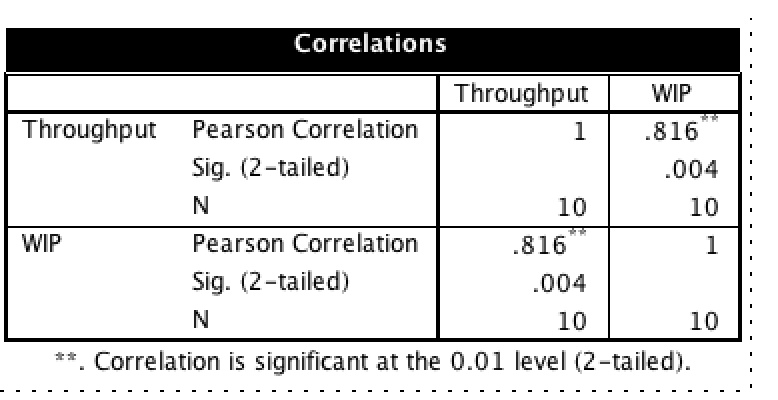 Correlations
Throughput WIP
Throughput Pearson Correlation 1 .816**
Sig. (2-tailed) .004
N 10 10
WIP Pearson Correlation .816** 1
Sig. (2-tailed) .004
N 10 10
**. Correlation is significant at the 0.01 level (2-tailed).